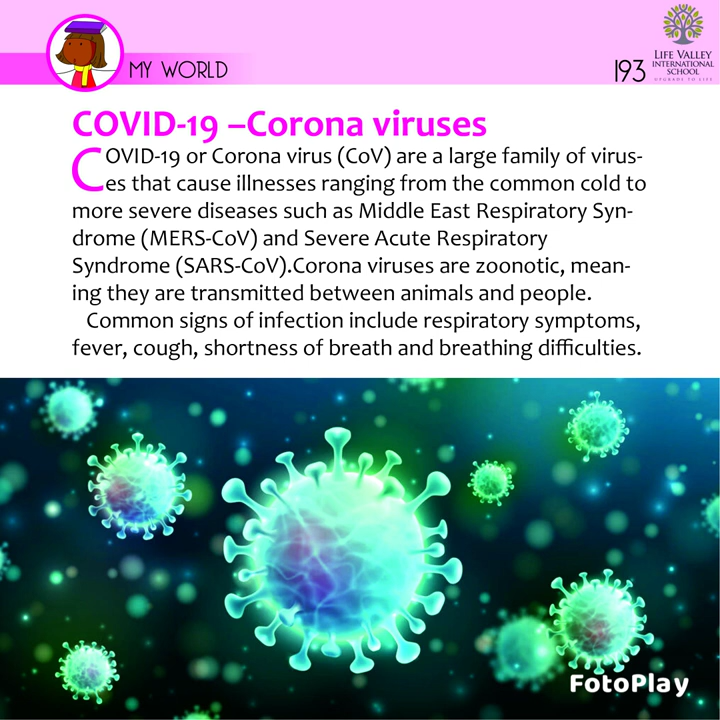 MY WORLD
193
LIFE VALLEY
INTERNATIONAL
SCHOOL
UPGRADE TO LIFE
COVID-19 –Corona viruses
COVID-19 or Corona virus (CoV) are a large family of virus-
es that cause illnesses ranging from the common cold to
more severe diseases such as Middle East Respiratory Syn-
drome (MERS-CoV) and Severe Acute Respiratory
Syndrome (SARS-CoV).Corona viruses are zoonotic, mean-
ing they are transmitted between animals and people.
Common signs of infection include respiratory symptoms,
fever, cough, shortness of breath and breathing difficulties.
FotoPlay